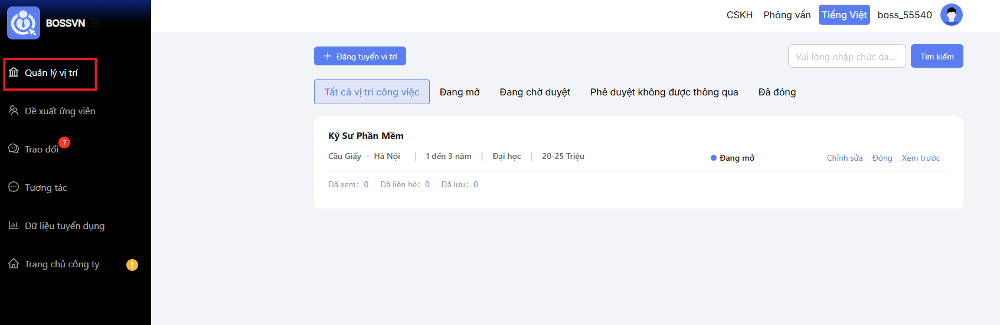 BOSSVN
CSKH Phỏng vấn Tiếng Việt boss_55540
Quản lý vị trí
Đề xuất ứng viên
Trao đổi 7
Tương tác
Dữ liệu tuyển dụng
Trang chủ công ty !
+ Đăng tuyển vi trí
Vui lòng nhập chức da... Tìm kiếm
Tất cả vị trí công việc Đang mở Đang chờ duyệt Phê duyệt không được thông qua Đã đóng
Kỹ Sư Phần Mềm
Cầu Giấy - Hà Nội | 1 đến 3 năm | Đại học | 20-25 Triệu
Đang mở Chỉnh sửa Đóng Xem trước
Đã xem: 0 Đã liên hệ: 0 Đã lưu: 0